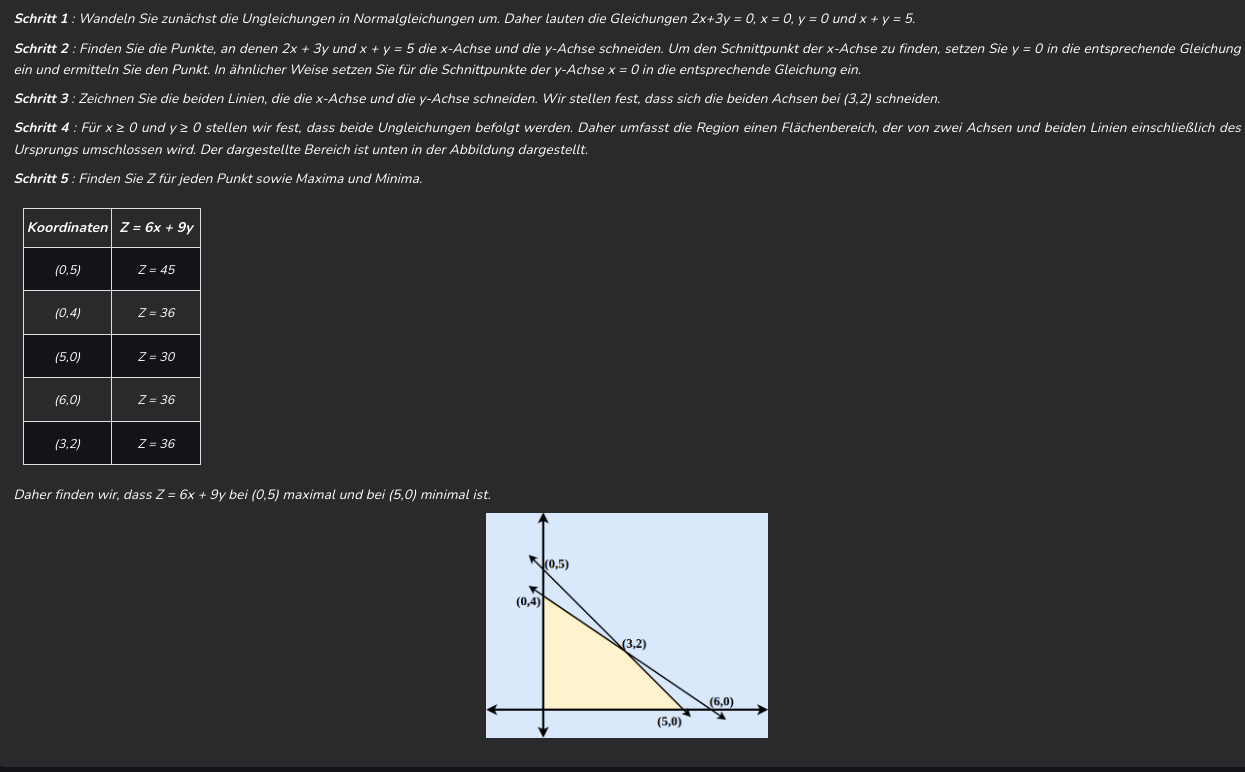 Schritt 1 : Wandeln Sie zunächst die Ungleichungen in Normalgleichungen um. Daher lauten die Gleichungen 2x+3y = 0, x = 0, y = 0 und x + y = 5.
Schritt 2 : Finden Sie die Punkte, an denen 2x + 3y und x + y = 5 die x-Achse und die y-Achse schneiden. Um den Schnittpunkt der x-Achse zu finden, setzen Sie y = 0 in die entsprechende Gleichung
ein und ermitteln Sie den Punkt. In ähnlicher Weise setzen Sie für die Schnittpunkte der y-Achse x = 0 in die entsprechende Gleichung ein.
Schritt 3 : Zeichnen Sie die beiden Linien, die die x-Achse und die y-Achse schneiden. Wir stellen fest, dass sich die beiden Achsen bei (3,2) schneiden.
Schritt 4 : Für x ≥ 0 und y ≥ 0 stellen wir fest, dass beide Ungleichungen befolgt werden. Daher umfasst die Region einen Flächenbereich, der von zwei Achsen und beiden Linien einschließlich des
Ursprungs umschlossen wird. Der dargestellte Bereich ist unten in der Abbildung dargestellt.
Schritt 5 : Finden Sie Z für jeden Punkt sowie Maxima und Minima.
Koordinaten Z = 6x + 9y
(0,5) Z = 45
(0,4) Z = 36
(5,0) Z = 30
(6,0) Z = 36
(3,2) Z = 36
Daher finden wir, dass Z = 6x + 9y bei (0,5) maximal und bei (5,0) minimal ist.
(0,5)
(0,4)
(3,2)
(6,0)
(5,0)